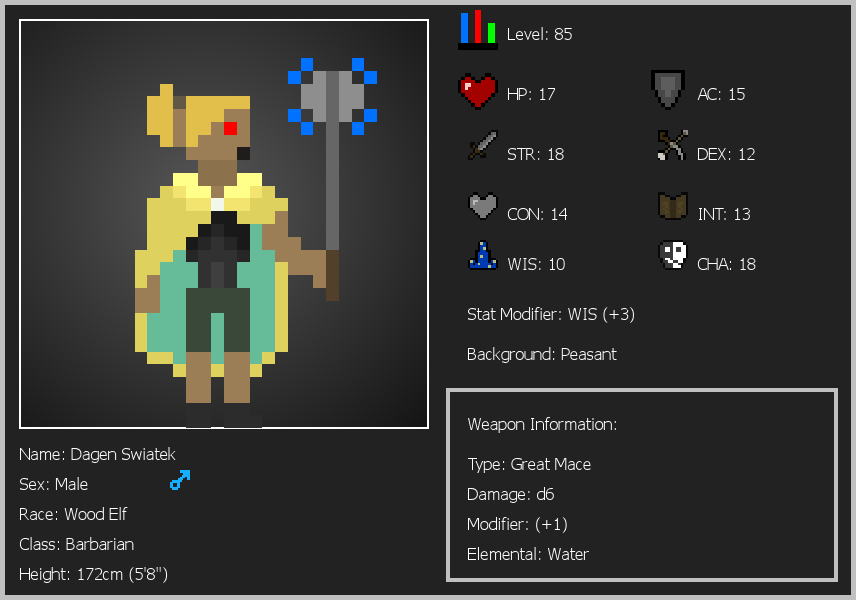 Level: 85
HP: 17
AC: 15
STR: 18
DEX: 12
CON: 14
INT: 13
WIS: 10
CHA: 18
Stat Modifier: WIS (+3)
Background: Peasant
Weapon Information:
Type: Great Mace
Damage: d6
Modifier: (+1)
Elemental: Water
Name: Dagen Swiatek
Sex: Male
Race: Wood Elf
Class: Barbarian
Height: 172cm (5'8")